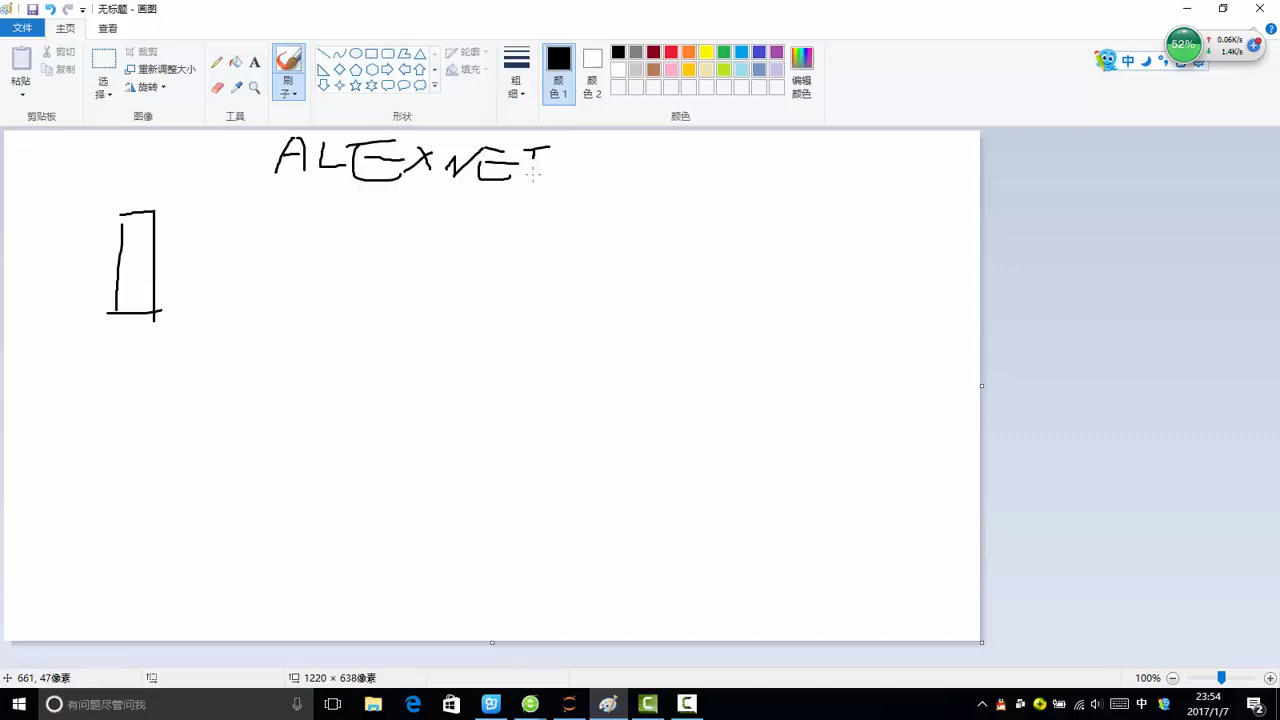 无标题 - 画图
文件 主页 查看
粘贴 剪切 复制
剪贴板
选择 裁剪 重新调整大小 旋转
图像
A
工具
刷子
轮廓 填充
形状
粗细
颜色 1 颜色 2
编辑颜色
颜色
52% 0.06K/s 1.4K/s
中
ALEXNET
661, 47像素 1220 × 638像素 100%
有问题尽管问我
中 23:54
2017/1/7